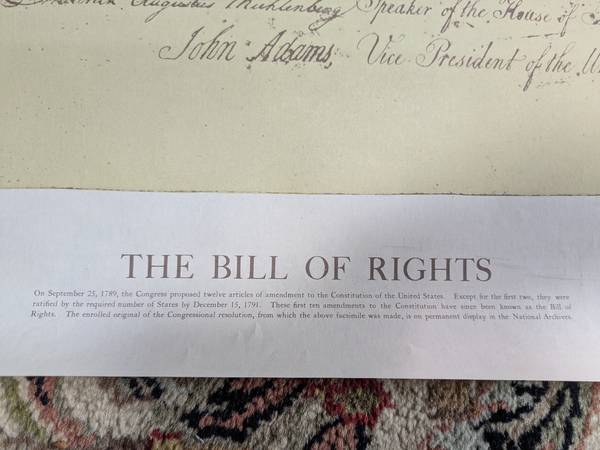 Augustus Muhlenberg Speaker of the House of
John Adams, Vice President of the U
THE BILL OF RIGHTS
On September 25, 1789, the Congress proposed twelve articles of amendment to the Constitution of the United States. Except for the first two, they were
ratified by the required number of States by December 15, 1791. These first ten amendments to the Constitution have since been known as the Bill of
Rights. The enrolled original of the Congressional resolution, from which the above facsimile was made, is on permanent display in the National Archives.